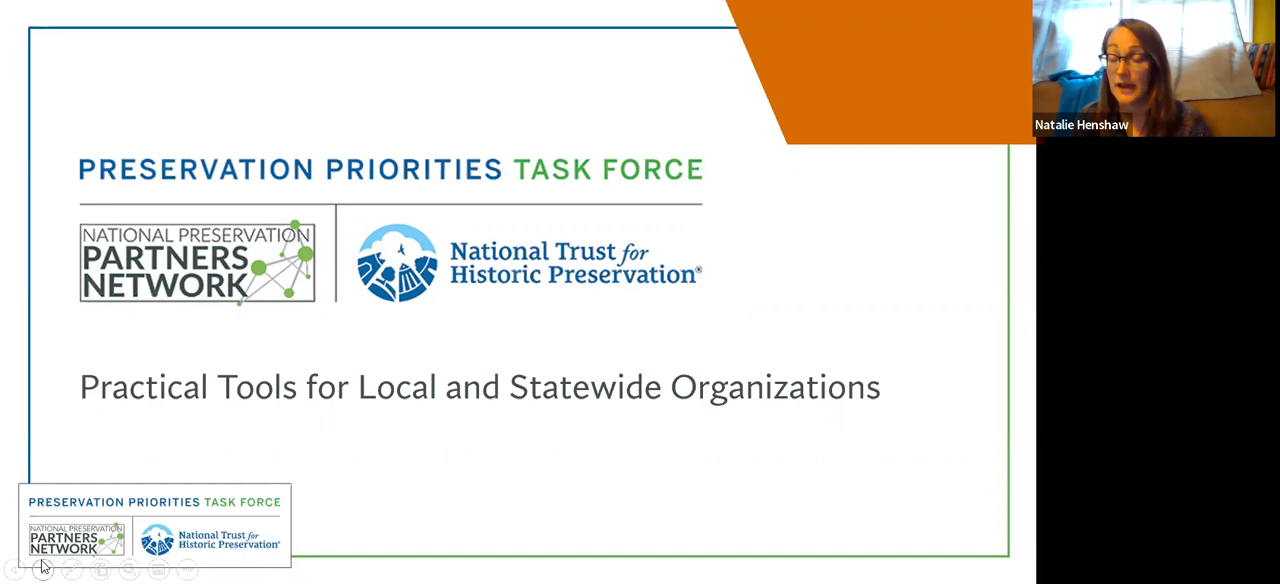 PRESERVATION PRIORITIES TASK FORCE
NATIONAL PRESERVATION
PARTNERS
NETWORK
National Trust for
Historic Preservation®
Practical Tools for Local and Statewide Organizations
PRESERVATION PRIORITIES TASK FORCE
NATIONAL PRESERVATION
PARTNERS
NETWORK
National Trust for
Historic Preservation®
Natalie Henshaw